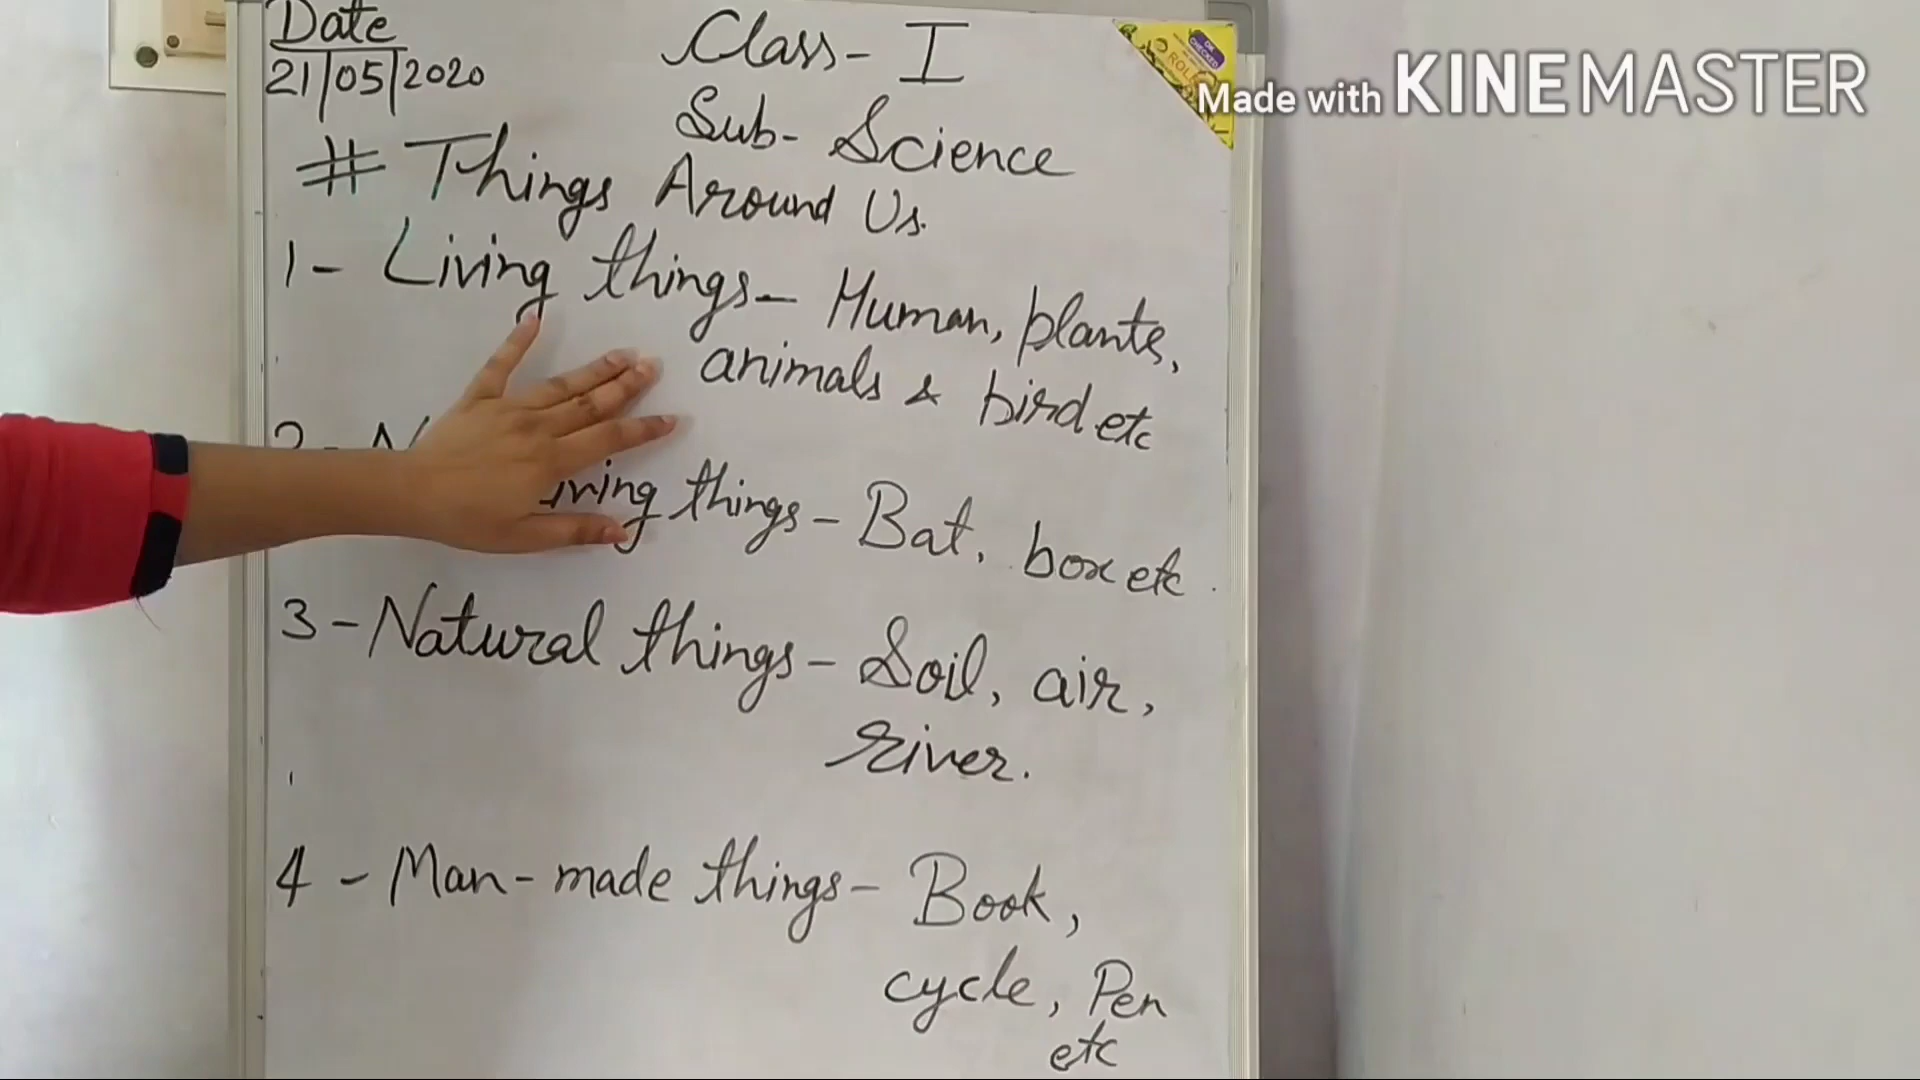 Date
21/05/2020
Class- I
Sub- Science
# Things Around Us.
1- Living things- Human, plants,
animals & bird etc
2- things- Bat, box etc.
3- Natural things- Soil, air,
river.
4- Man-made things- Book,
cycle, Pen
etc
Made with KINEMASTER